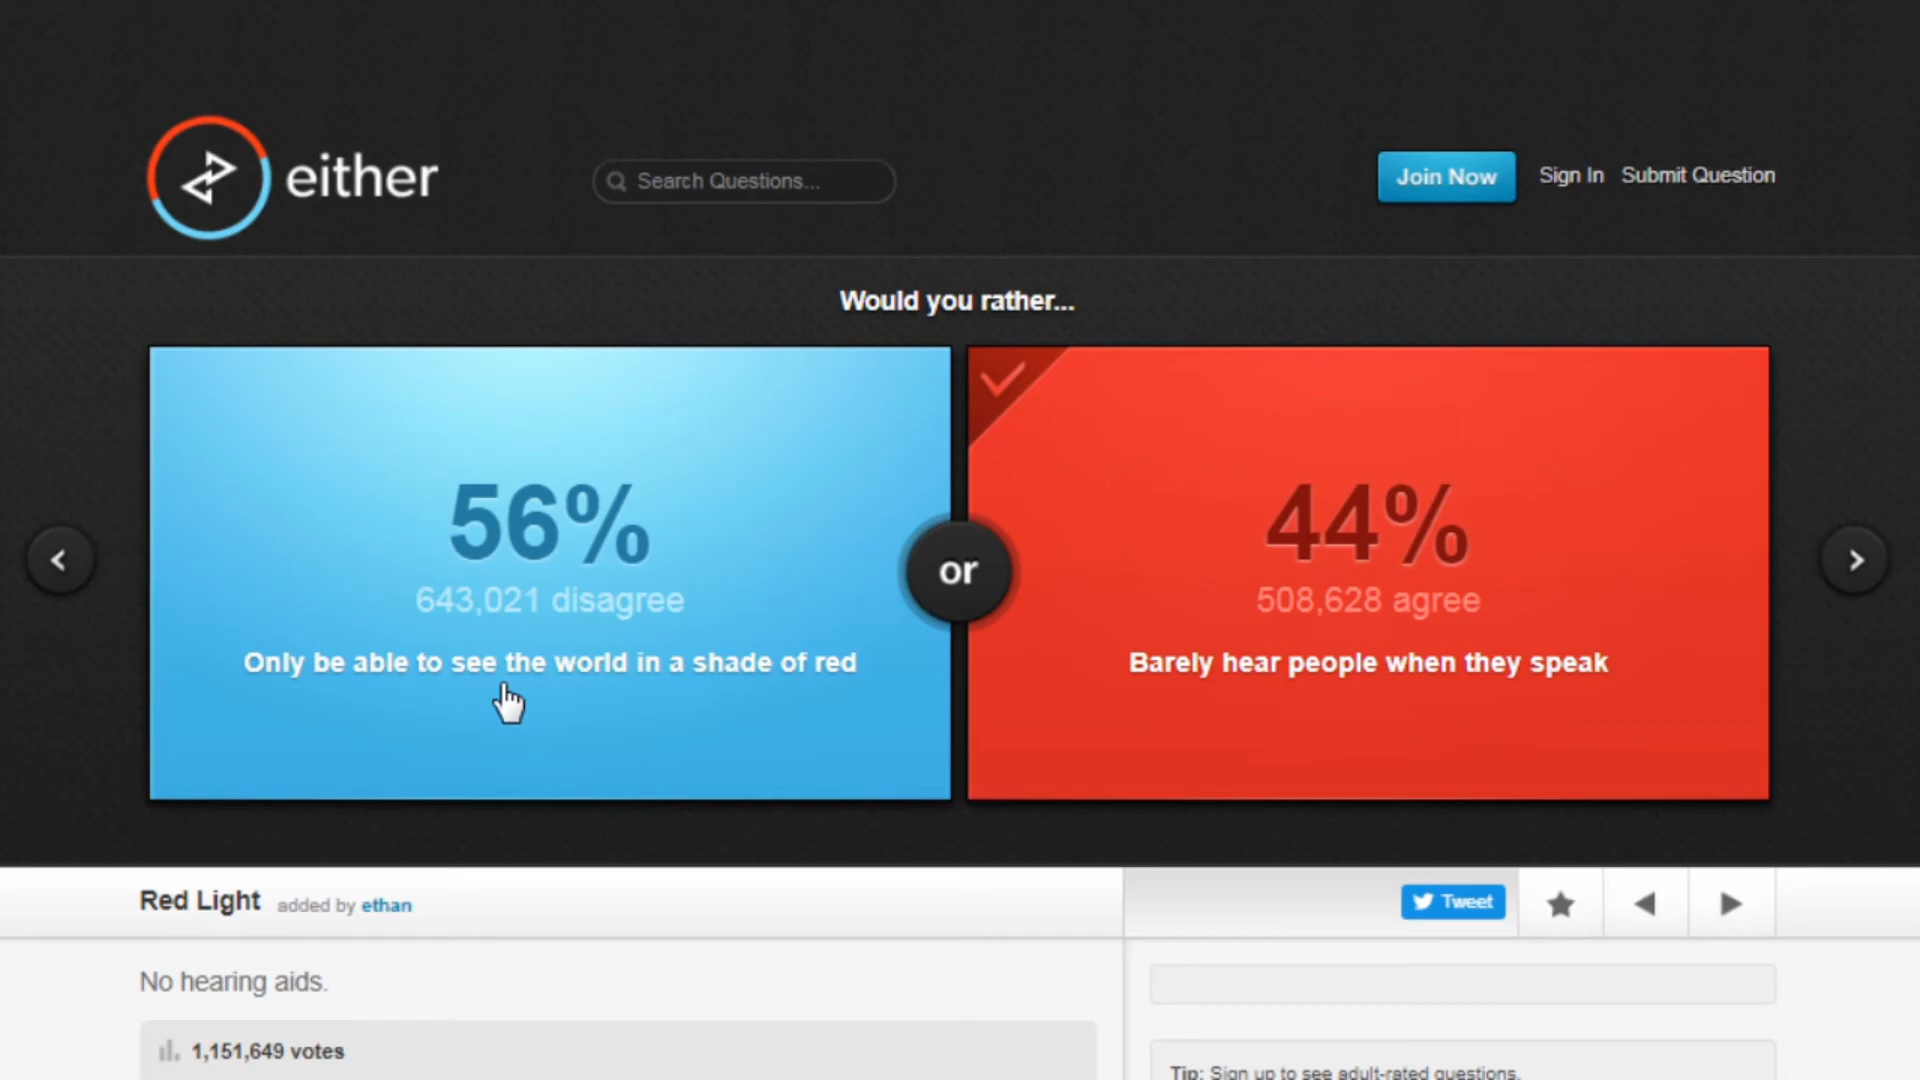 either
Search Questions...
Join Now
Sign In
Submit Question
Would you rather...
56%
643,021 disagree
Only be able to see the world in a shade of red
or
44%
508,628 agree
Barely hear people when they speak
Red Light added by ethan
Tweet
No hearing aids.
1,151,649 votes
Tip: Sign up to see adult-rated questions.